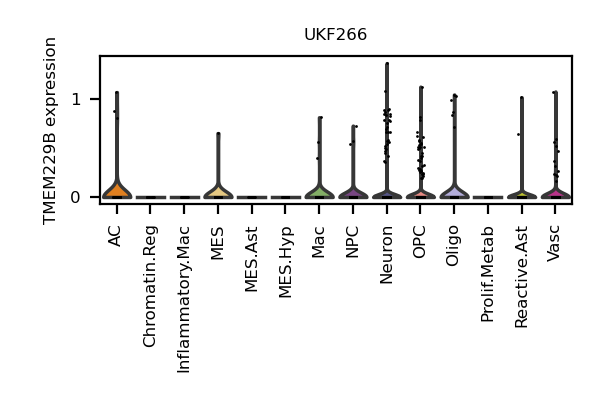 UKF266
TMEM229B expression
1
0
AC
Chromatin.Reg
Inflammatory.Mac
MES
MES.Ast
MES.Hyp
Mac
NPC
Neuron
OPC
Oligo
Prolif.Metab
Reactive.Ast
Vasc